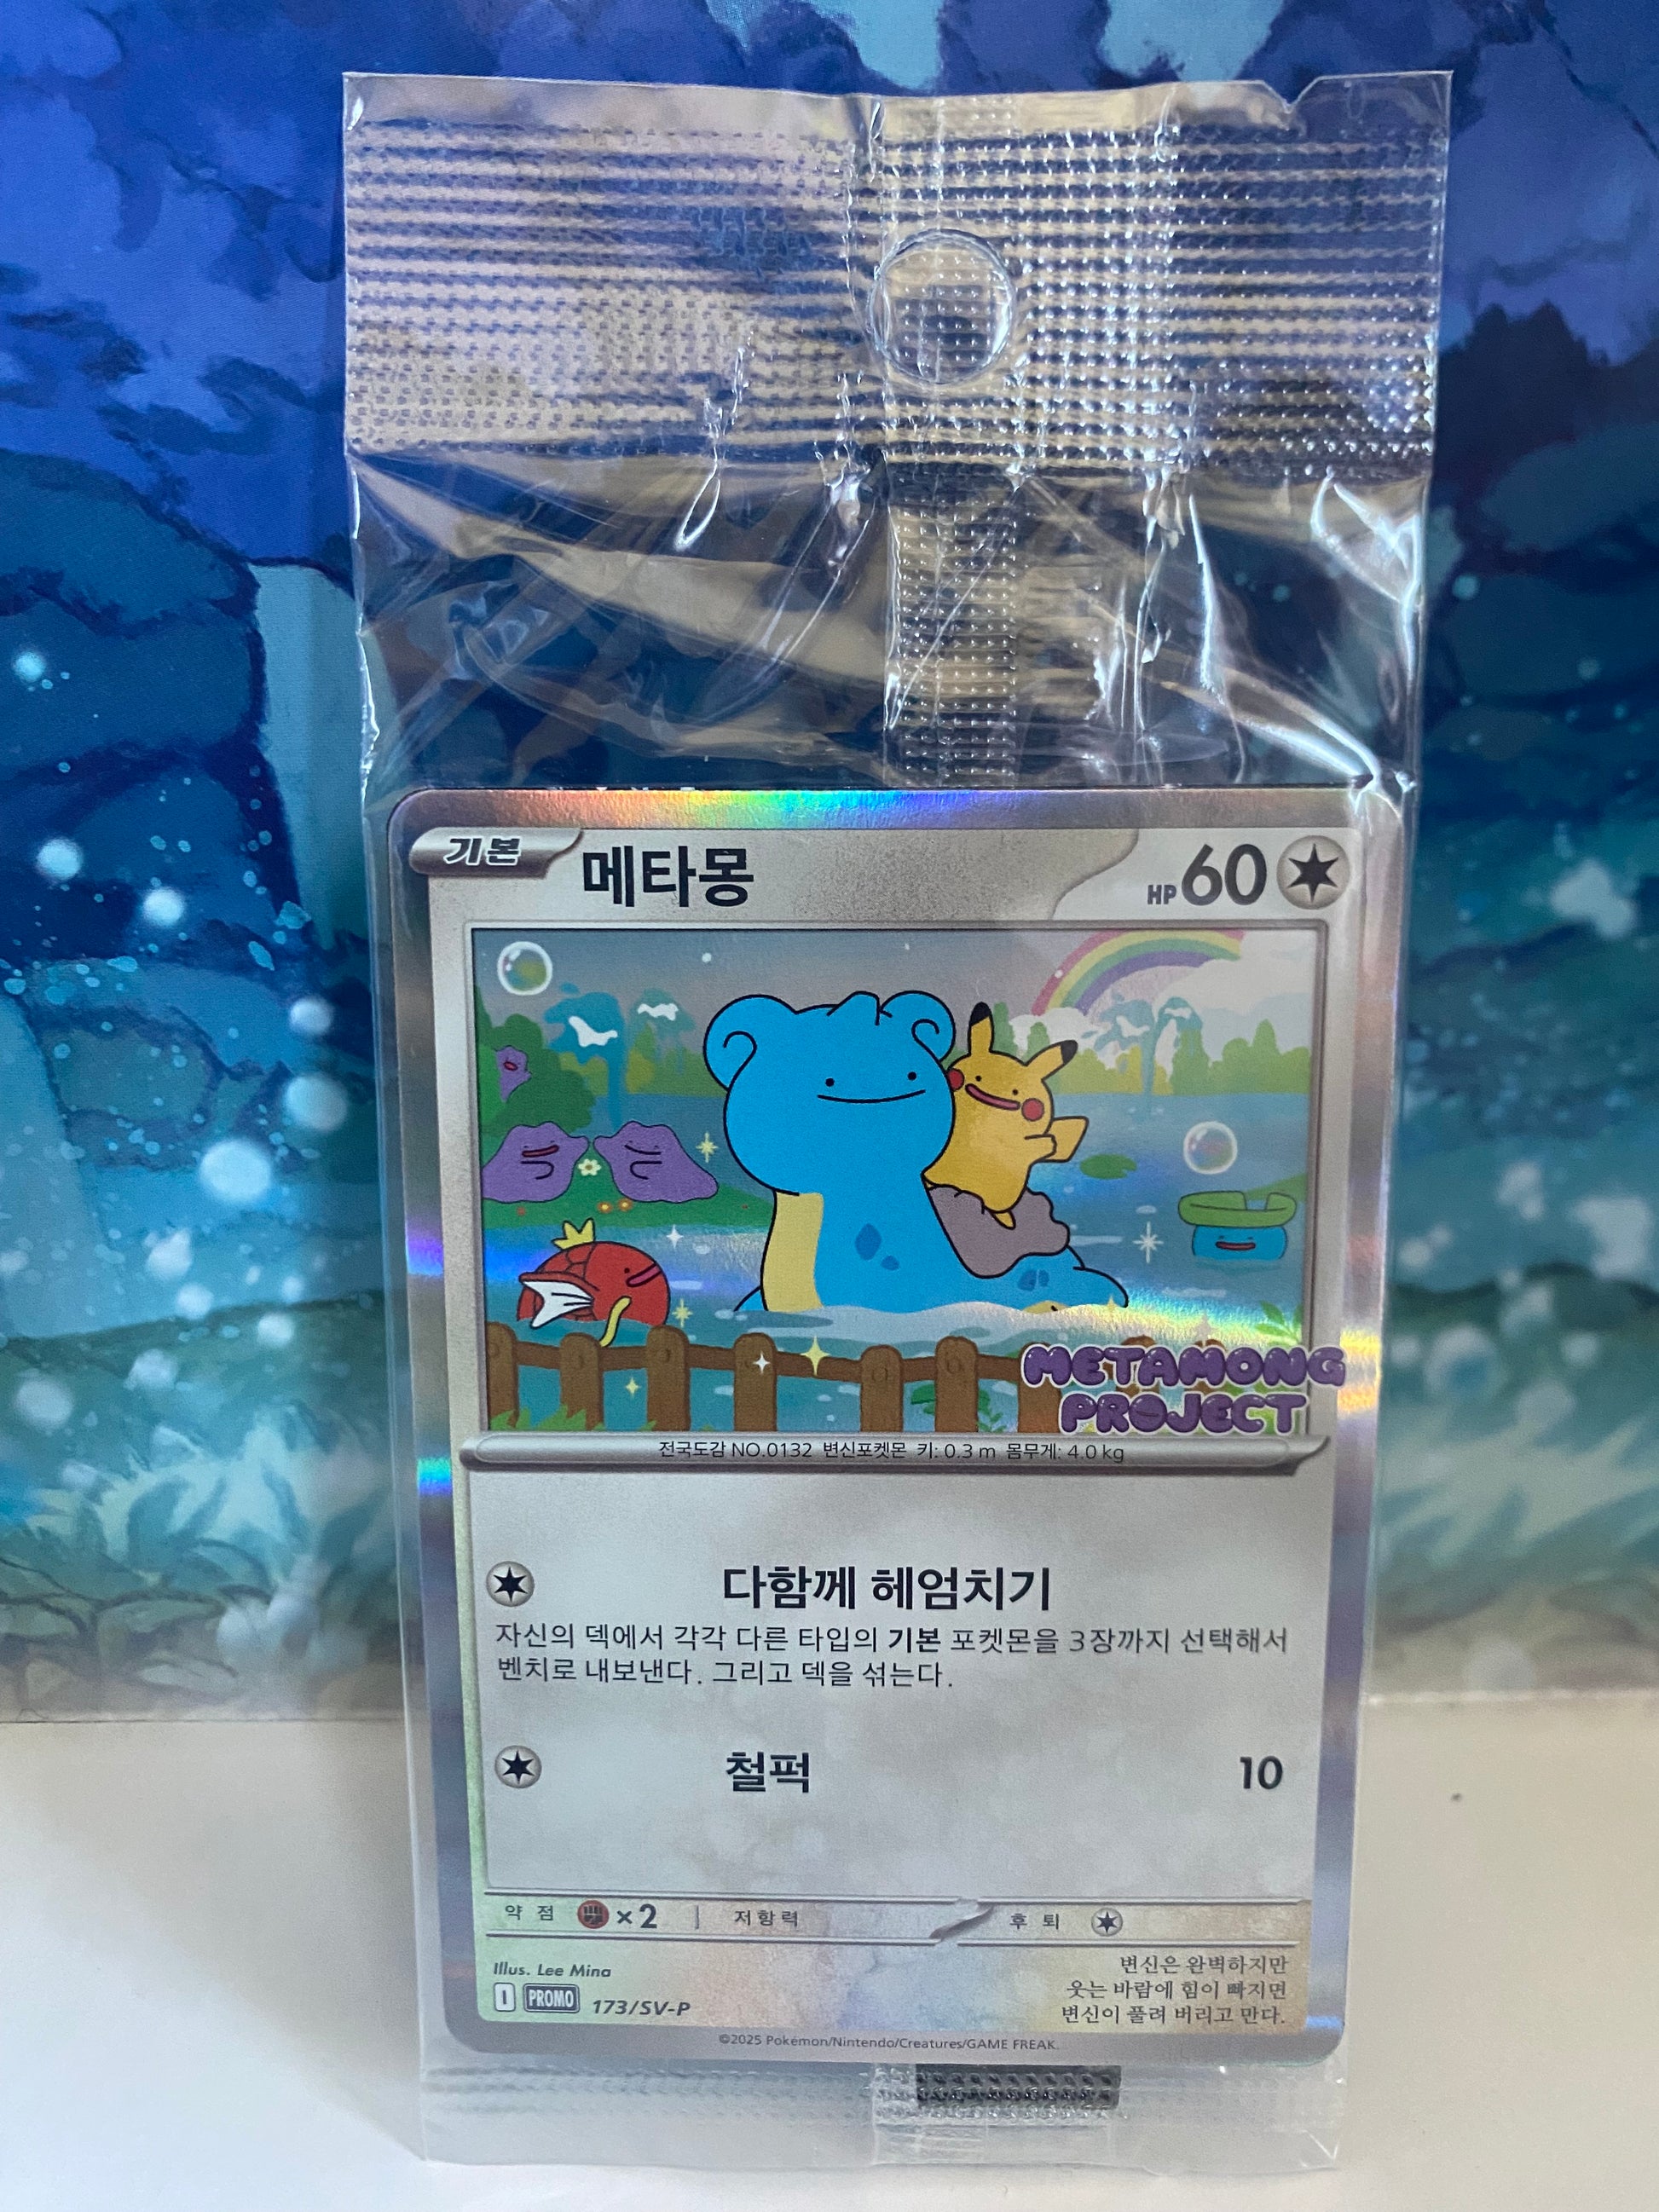 기본 메타몽 HP 60
METAMONG
PROJECT
전국도감 NO.0132 변신포켓몬 키: 0.3 m 몸무게: 4.0 kg
다함께 헤엄치기
자신의 덱에서 각각 다른 타입의 기본 포켓몬을 3장까지 선택해서
벤치로 내보낸다. 그리고 덱을 섞는다.
철퍽 10
약점 ×2 저항력 후퇴
Illus. Lee Mina
I PROMO 173/SV-P
변신은 완벽하지만
웃는 바람에 힘이 빠지면
변신이 풀려 버리고 만다.
©2025 Pokémon/Nintendo/Creatures/GAME FREAK.